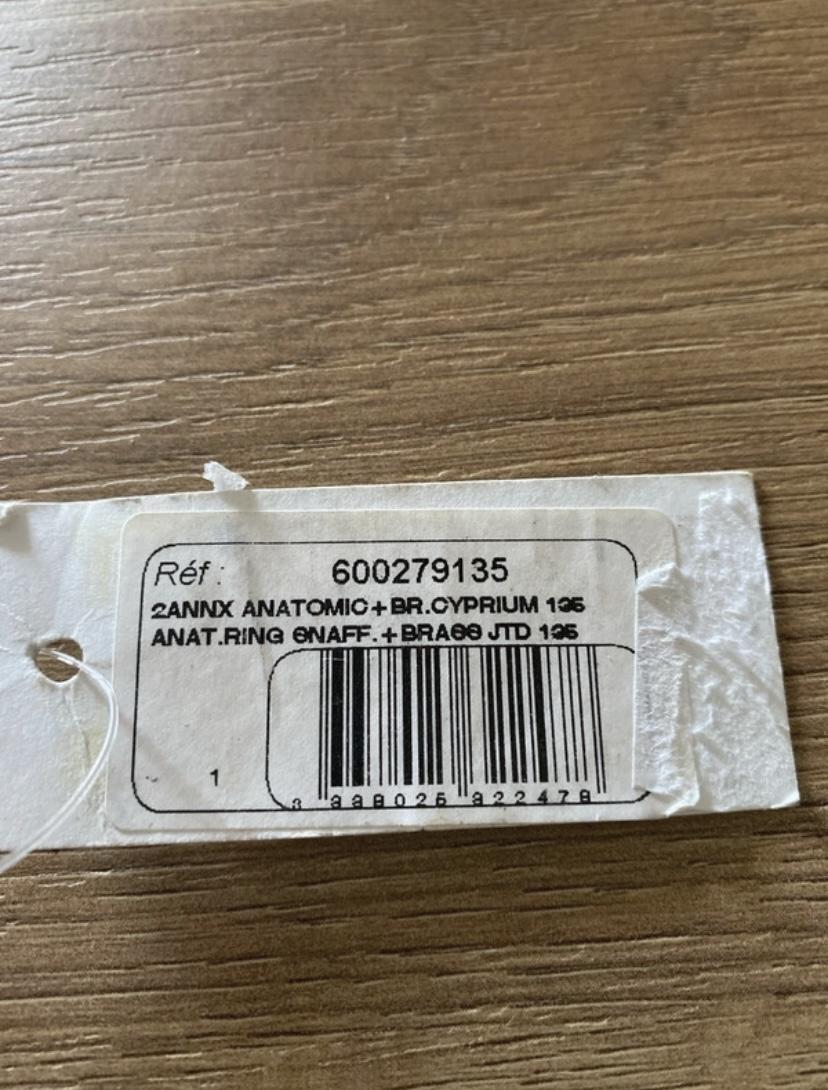 Réf : 600279135
2ANNX ANATOMIC+BR.CYPRIUM 135
ANAT.RING SNAFF.+BRASS JTD 135
1
3 338025 322478